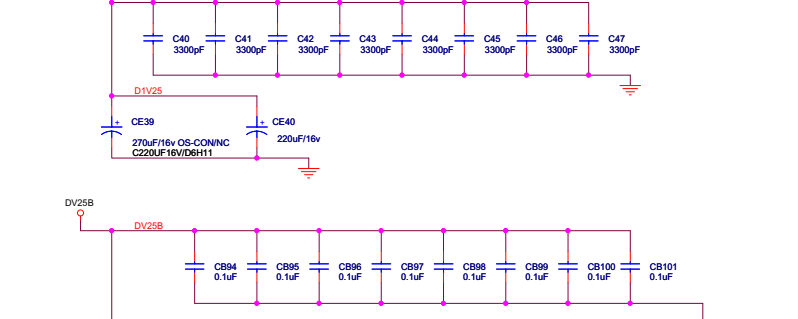 C40 C41 C42 C43 C44 C45 C46 C47
3300pF 3300pF 3300pF 3300pF 3300pF 3300pF 3300pF 3300pF
D1V25
+ CE39 + CE40
270uF/16v OS-CON/NC 220uF/16v
C220UF16V/D6H11
DV25B
DV25B
CB94 CB95 CB96 CB97 CB98 CB99 CB100 CB101
0.1uF 0.1uF 0.1uF 0.1uF 0.1uF 0.1uF 0.1uF 0.1uF